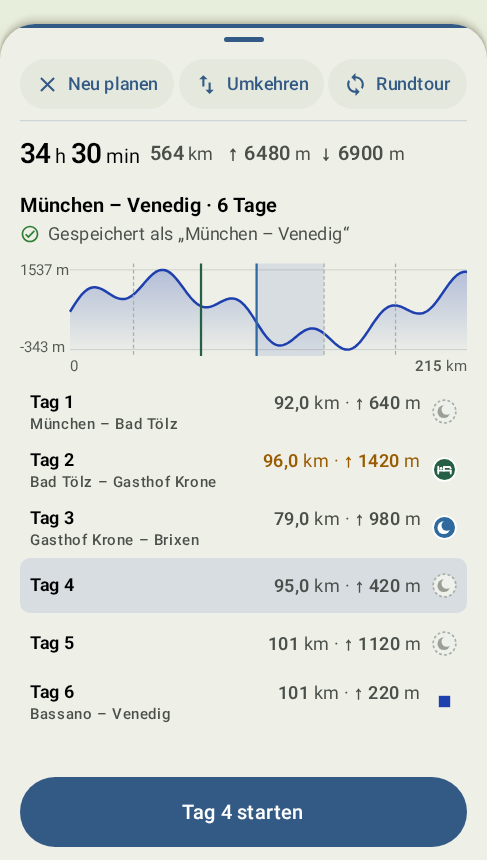 Neu planen
Umkehren
Rundtour
34 h 30 min 564 km ↑ 6480 m ↓ 6900 m
München – Venedig · 6 Tage
Gespeichert als „München – Venedig“
1537 m
-343 m
0
215 km
Tag 1
92,0 km · ↑ 640 m
München – Bad Tölz
Tag 2
96,0 km · ↑ 1420 m
Bad Tölz – Gasthof Krone
Tag 3
79,0 km · ↑ 980 m
Gasthof Krone – Brixen
Tag 4
95,0 km · ↑ 420 m
Tag 5
101 km · ↑ 1120 m
Tag 6
101 km · ↑ 220 m
Bassano – Venedig
Tag 4 starten